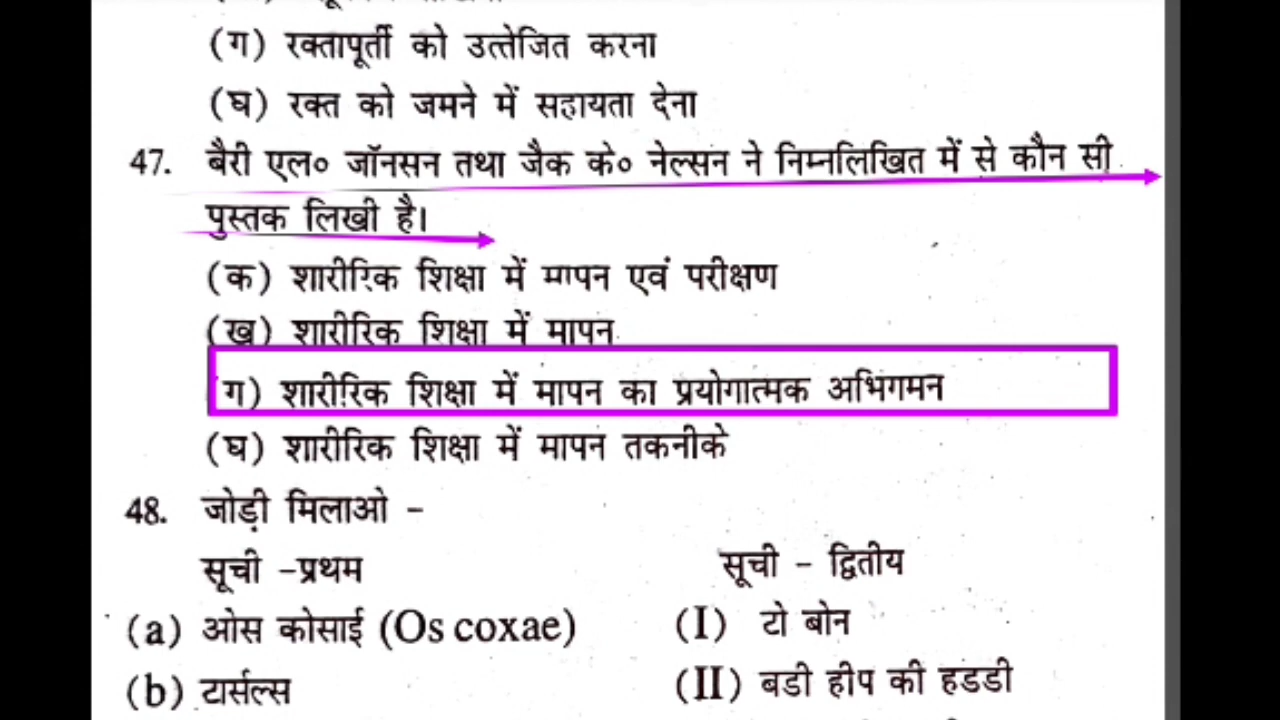 (ग) रक्तापूर्ती को उत्तेजित करना
(घ) रक्त को जमने में सहायता देना
47. बैरी एल० जॉनसन तथा जैक के० नेल्सन ने निम्नलिखित में से कौन सी
पुस्तक लिखी है।
(क) शारीरिक शिक्षा में मापन एवं परीक्षण
(ख) शारीरिक शिक्षा में मापन
ग) शारीरिक शिक्षा में मापन का प्रयोगात्मक अभिगमन
(घ) शारीरिक शिक्षा में मापन तकनीके
48. जोड़ी मिलाओ -
सूची -प्रथम सूची - द्वितीय
(a) ओस कोसाई (Os coxae) (I) टो बोन
(b) टार्सल्स (II) बडी हीप की हडडी